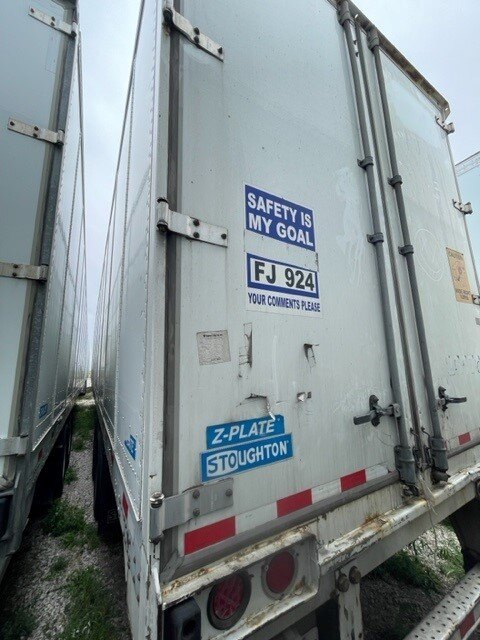 SAFETY IS
MY GOAL
FJ 924
YOUR COMMENTS PLEASE
Z-PLATE
STOUGHTON